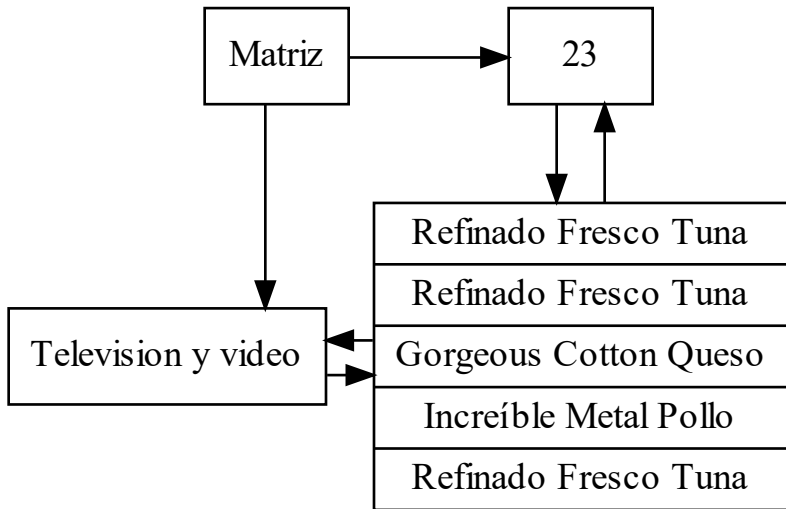 Matriz
23
Refinado Fresco Tuna
Refinado Fresco Tuna
Television y video
Gorgeous Cotton Queso
Increíble Metal Pollo
Refinado Fresco Tuna